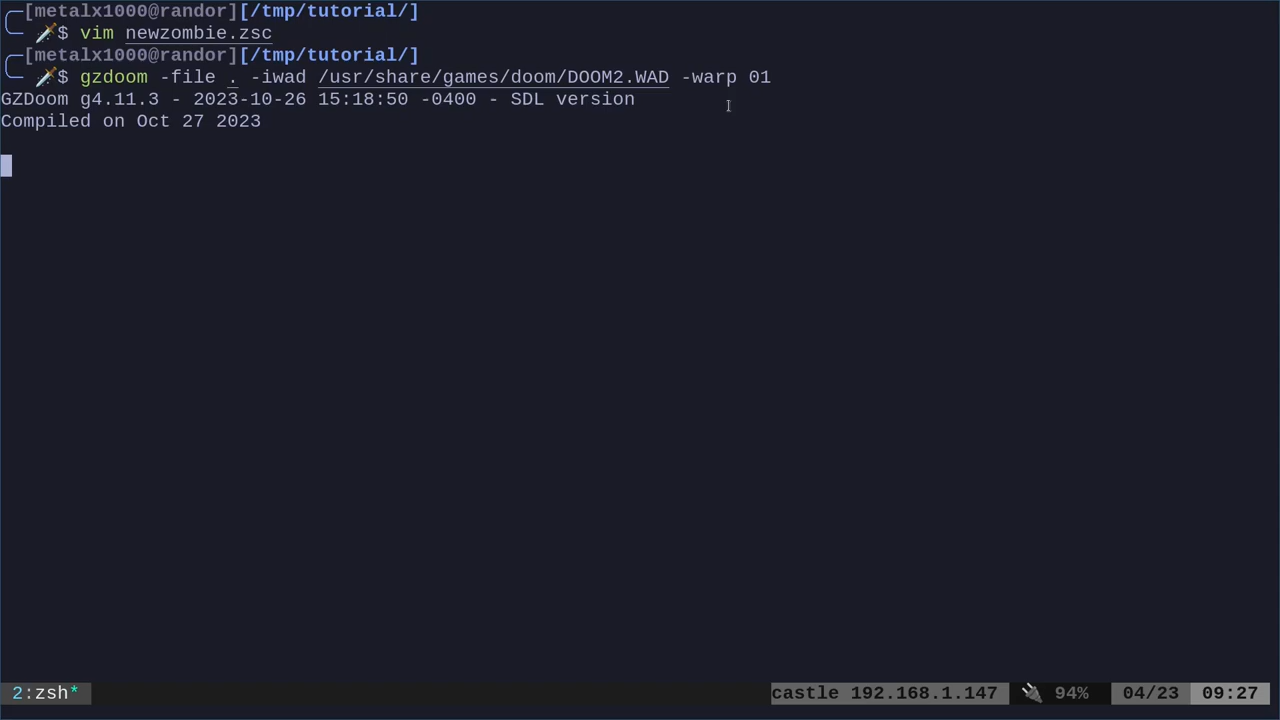 [metalx1000@randor][/tmp/tutorial/]
$ vim newzombie.zsc
[metalx1000@randor][/tmp/tutorial/]
$ gzdoom -file . -iwad /usr/share/games/doom/DOOM2.WAD -warp 01
GZDoom g4.11.3 - 2023-10-26 15:18:50 -0400 - SDL version
Compiled on Oct 27 2023
2:zsh* castle 192.168.1.147 94% 04/23 09:27